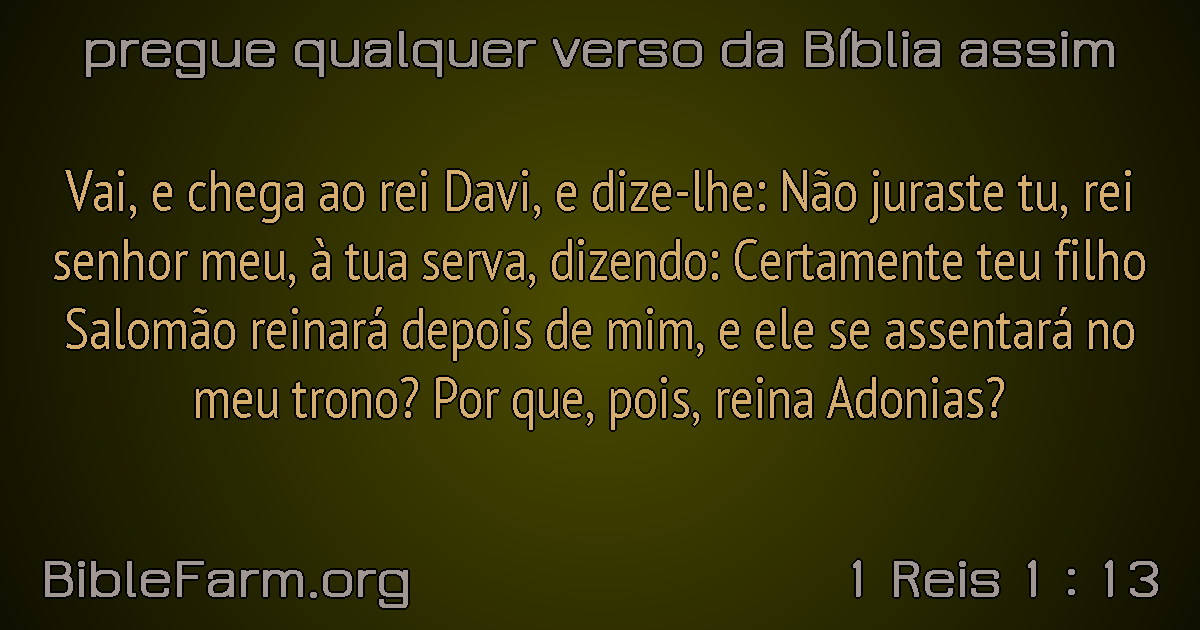 pregue qualquer verso da Bíblia assim
Vai, e chega ao rei Davi, e dize-lhe: Não juraste tu, rei
senhor meu, à tua serva, dizendo: Certamente teu filho
Salomão reinará depois de mim, e ele se assentará no
meu trono? Por que, pois, reina Adonias?
BibleFarm.org
1 Reis 1 : 13